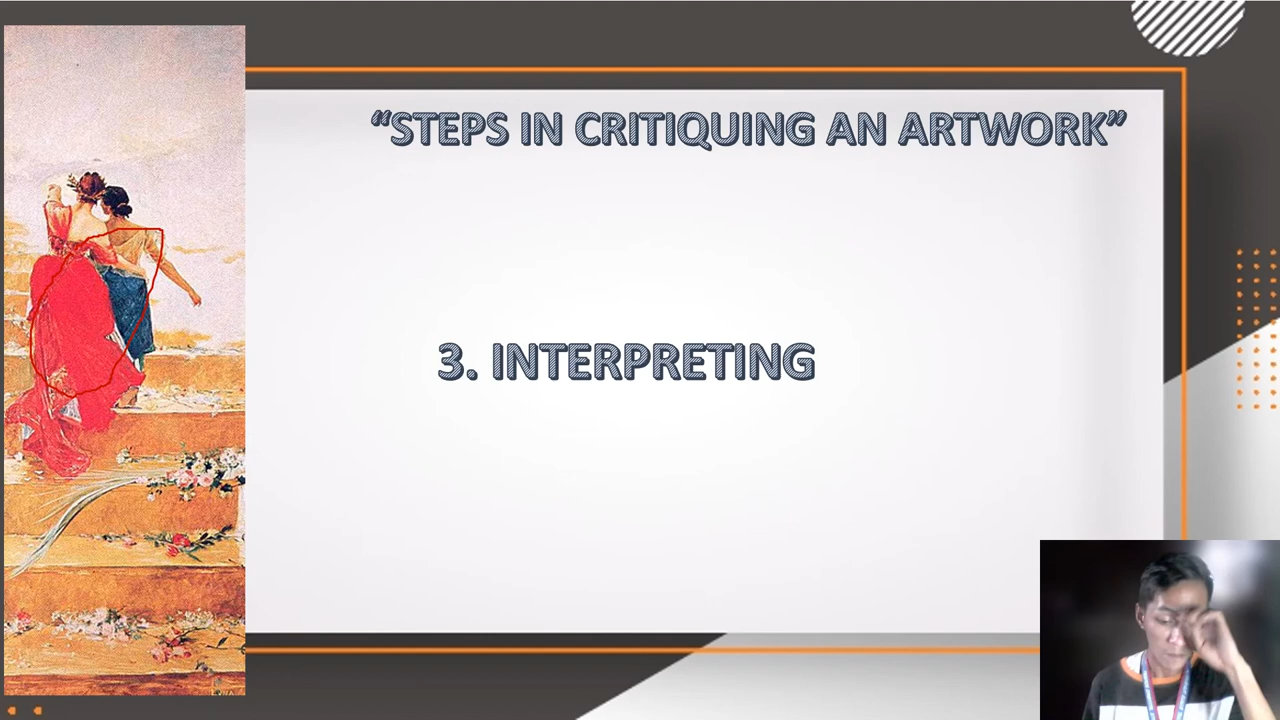 “STEPS IN CRITIQUING AN ARTWORK”
3. INTERPRETING